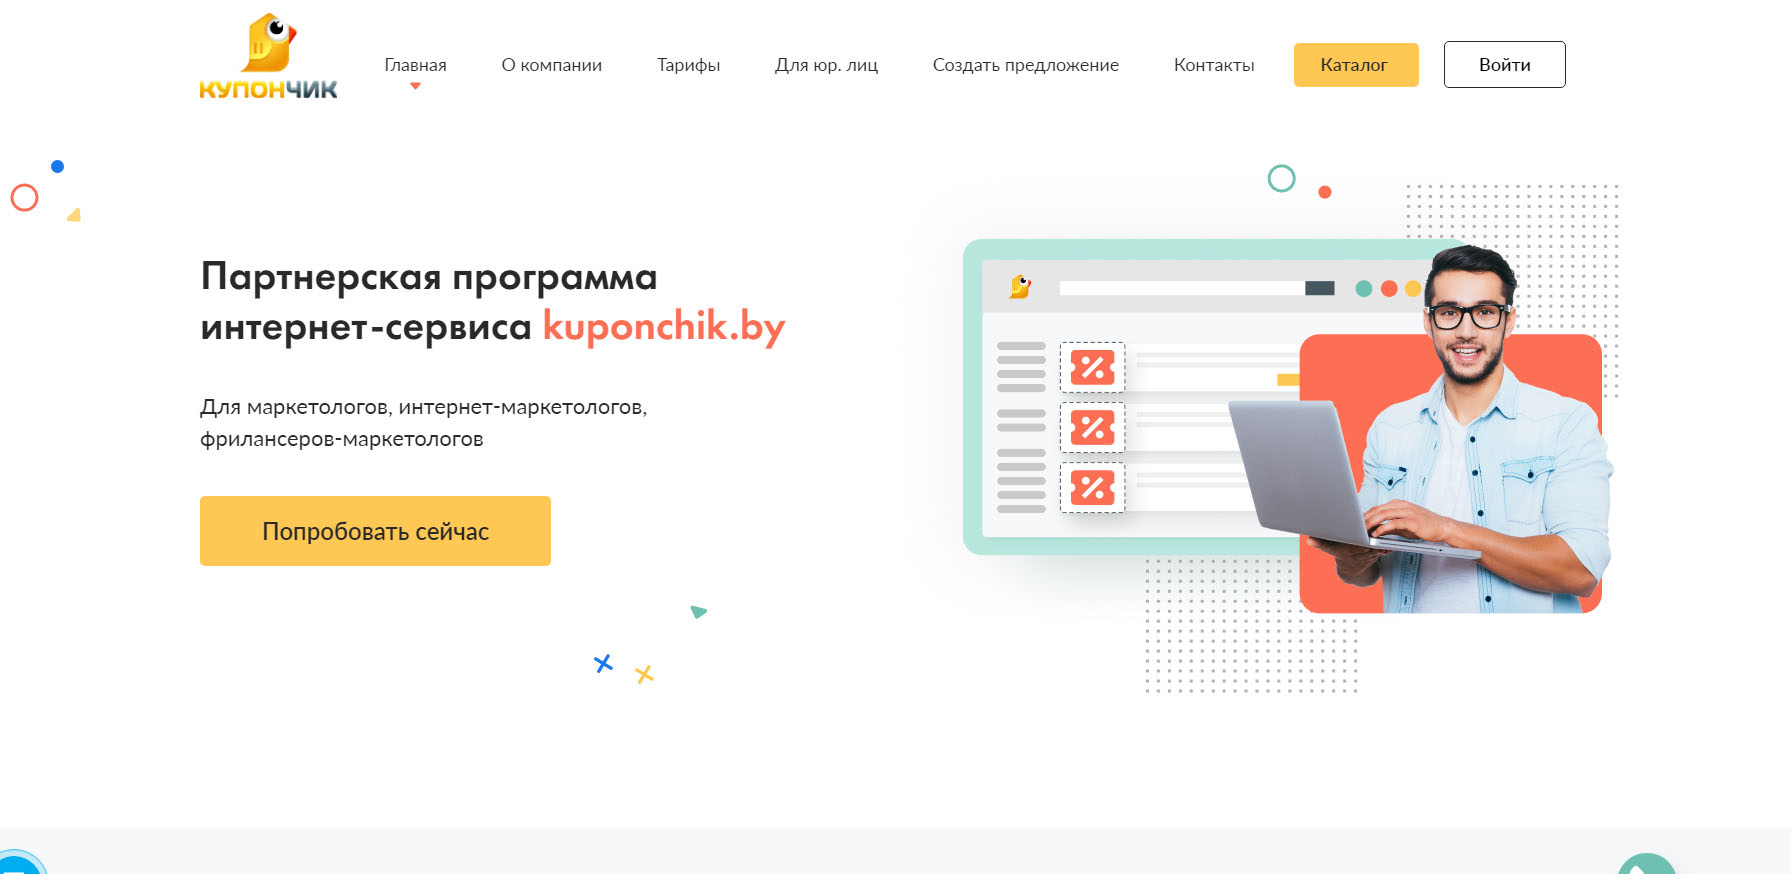 КУПОНЧИК
Главная
О компании
Тарифы
Для юр. лиц
Создать предложение
Контакты
Каталог
Войти
Партнерская программа
интернет-сервиса kuponchik.by
Для маркетологов, интернет-маркетологов,
фрилансеров-маркетологов
Попробовать сейчас